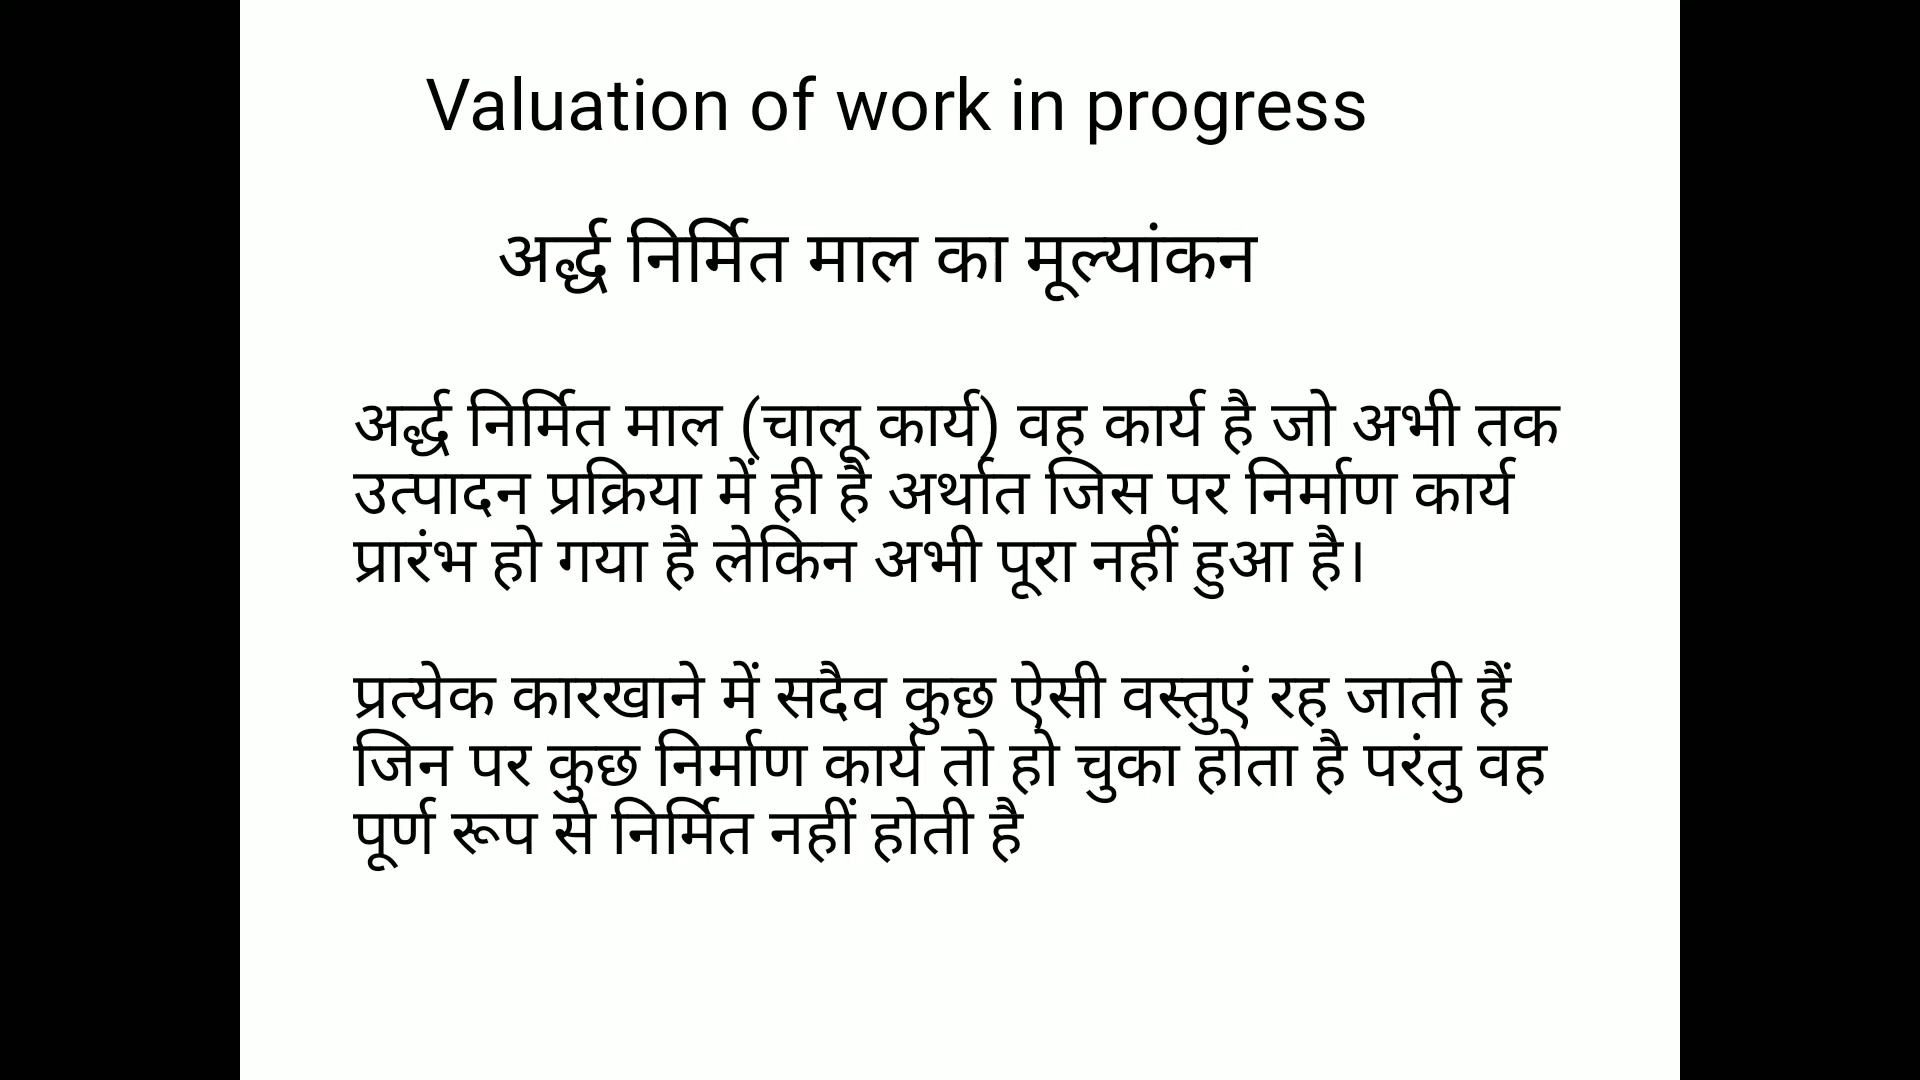 Valuation of work in progress
अर्द्ध निर्मित माल का मूल्यांकन
अर्द्ध निर्मित माल (चालू कार्य) वह कार्य है जो अभी तक
उत्पादन प्रक्रिया में ही है अर्थात जिस पर निर्माण कार्य
प्रारंभ हो गया है लेकिन अभी पूरा नहीं हुआ है।
प्रत्येक कारखाने में सदैव कुछ ऐसी वस्तुएं रह जाती हैं
जिन पर कुछ निर्माण कार्य तो हो चुका होता है परंतु वह
पूर्ण रूप से निर्मित नहीं होती है